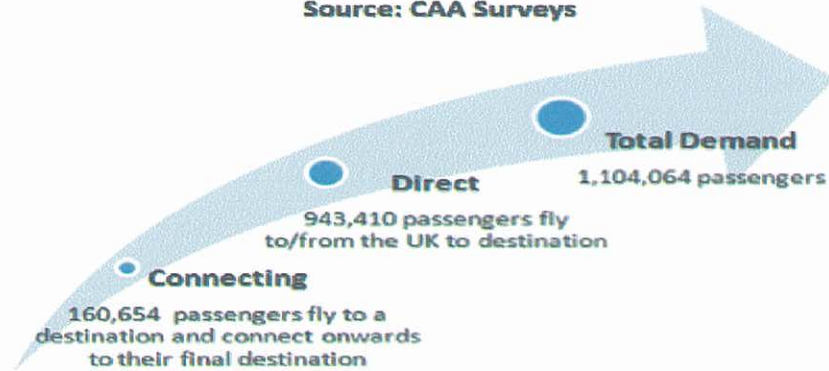 Source: CAA Surveys
Total Demand
1,104,064 passengers
Direct
943,410 passengers fly
to/from the UK to destination
Connecting
160,654 passengers fly to a
destination and connect onwards
to their final destination